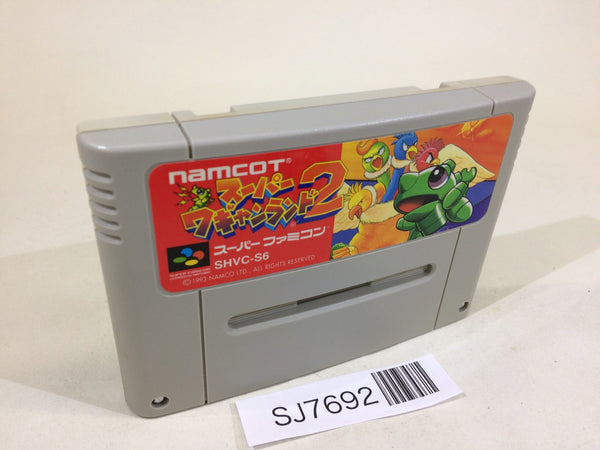 namcot®
スーパー
ワギャンランド2
スーパーファミコン®
SHVC-S6
© 1993 NAMCO LTD., ALL RIGHTS RESERVED
SJ7692